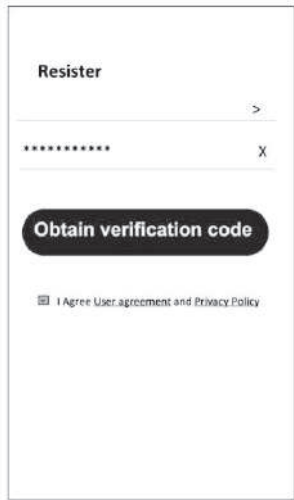 Resister
>
***********
X
Obtain verification code
I Agree User agreement and Privacy Policy